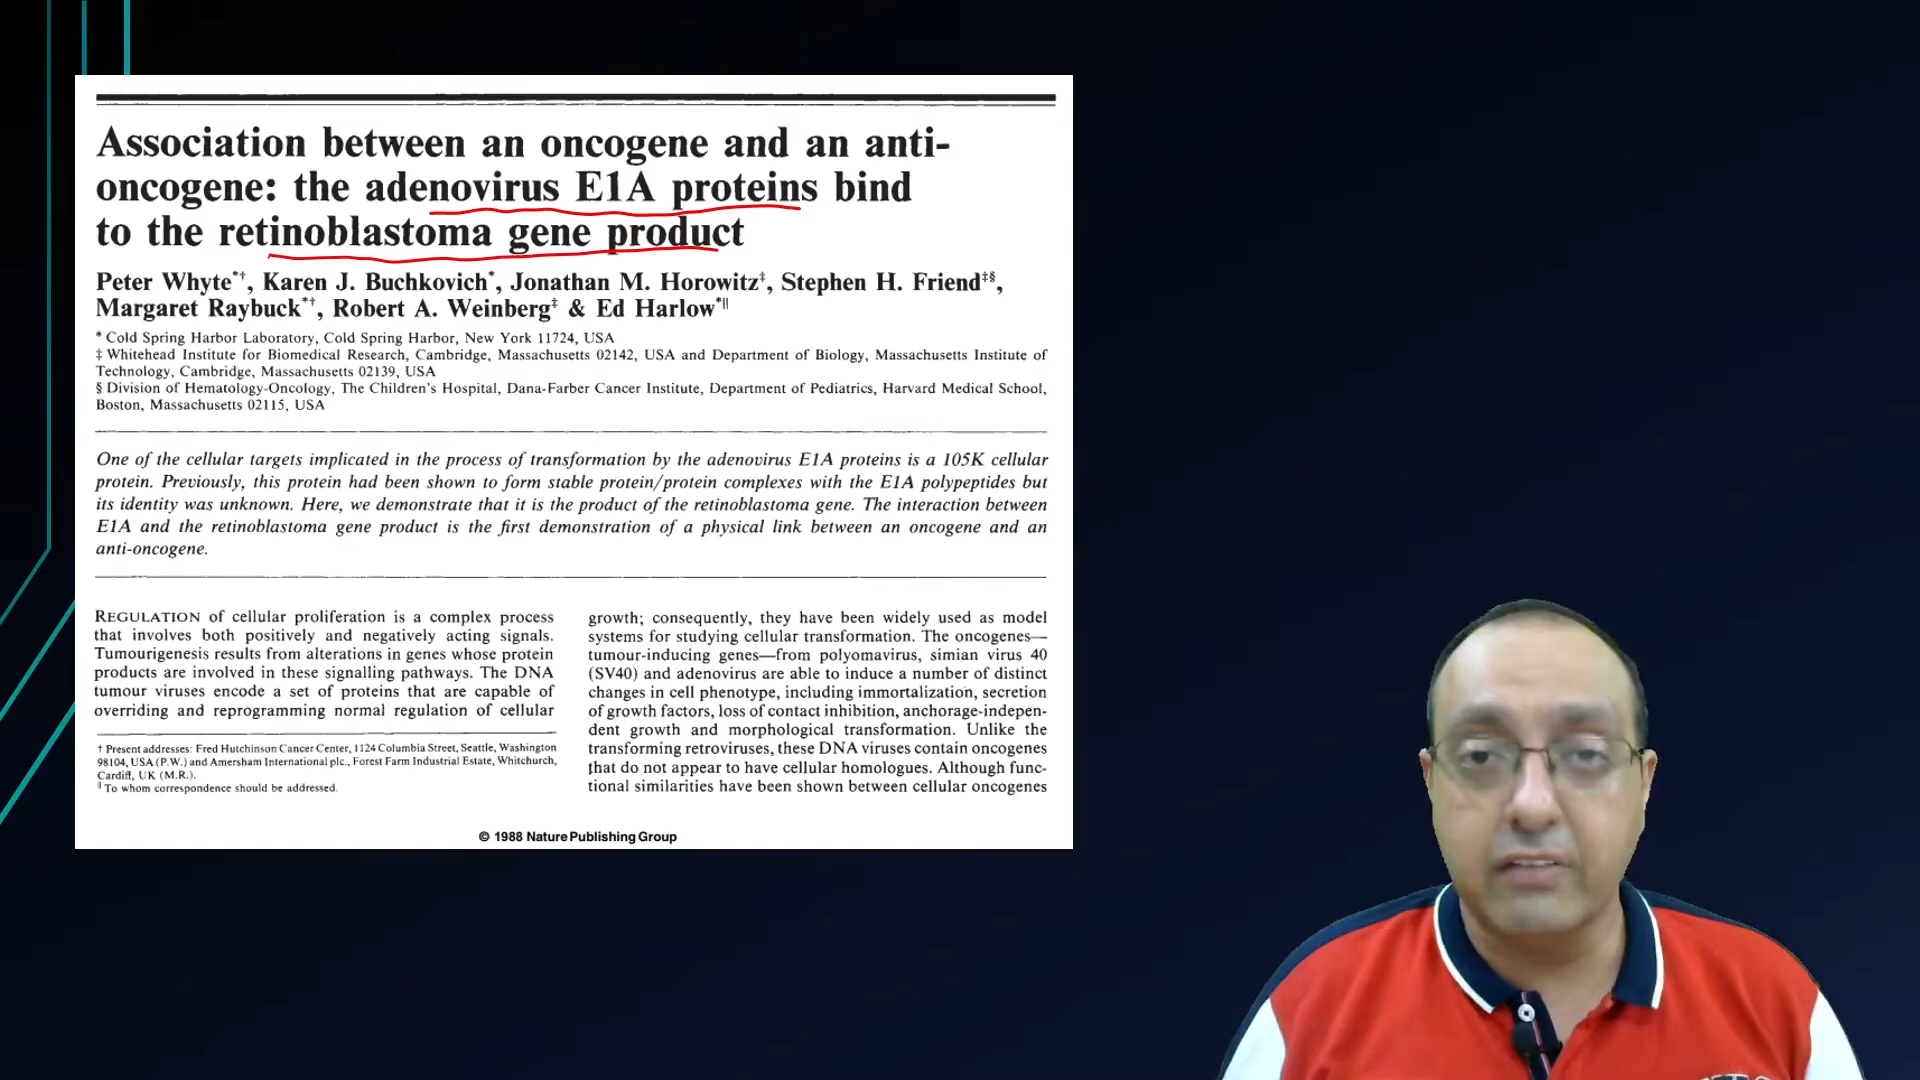 Association between an oncogene and an anti-
oncogene: the adenovirus E1A proteins bind
to the retinoblastoma gene product
Peter Whyte*†, Karen J. Buchkovich*, Jonathan M. Horowitz‡, Stephen H. Friend‡§,
Margaret Raybuck*†, Robert A. Weinberg‡ & Ed Harlow*‖
* Cold Spring Harbor Laboratory, Cold Spring Harbor, New York 11724, USA
‡ Whitehead Institute for Biomedical Research, Cambridge, Massachusetts 02142, USA and Department of Biology, Massachusetts Institute of
Technology, Cambridge, Massachusetts 02139, USA
§ Division of Hematology-Oncology, The Children's Hospital, Dana-Farber Cancer Institute, Department of Pediatrics, Harvard Medical School,
Boston, Massachusetts 02115, USA
One of the cellular targets implicated in the process of transformation by the adenovirus E1A proteins is a 105K cellular
protein. Previously, this protein had been shown to form stable protein/protein complexes with the E1A polypeptides but
its identity was unknown. Here, we demonstrate that it is the product of the retinoblastoma gene. The interaction between
E1A and the retinoblastoma gene product is the first demonstration of a physical link between an oncogene and an
anti-oncogene.
REGULATION of cellular proliferation is a complex process
that involves both positively and negatively acting signals.
Tumourigenesis results from alterations in genes whose protein
products are involved in these signalling pathways. The DNA
tumour viruses encode a set of proteins that are capable of
overriding and reprogramming normal regulation of cellular
† Present addresses: Fred Hutchinson Cancer Center, 1124 Columbia Street, Seattle, Washington
98104, USA (P.W.) and Amersham International plc., Forest Farm Industrial Estate, Whitchurch,
Cardiff, UK (M.R.).
‖ To whom correspondence should be addressed.
growth; consequently, they have been widely used as model
systems for studying cellular transformation. The oncogenes—
tumour-inducing genes—from polyomavirus, simian virus 40
(SV40) and adenovirus are able to induce a number of distinct
changes in cell phenotype, including immortalization, secretion
of growth factors, loss of contact inhibition, anchorage-indepen-
dent growth and morphological transformation. Unlike the
transforming retroviruses, these DNA viruses contain oncogenes
that do not appear to have cellular homologues. Although func-
tional similarities have been shown between cellular oncogenes
© 1988 Nature Publishing Group